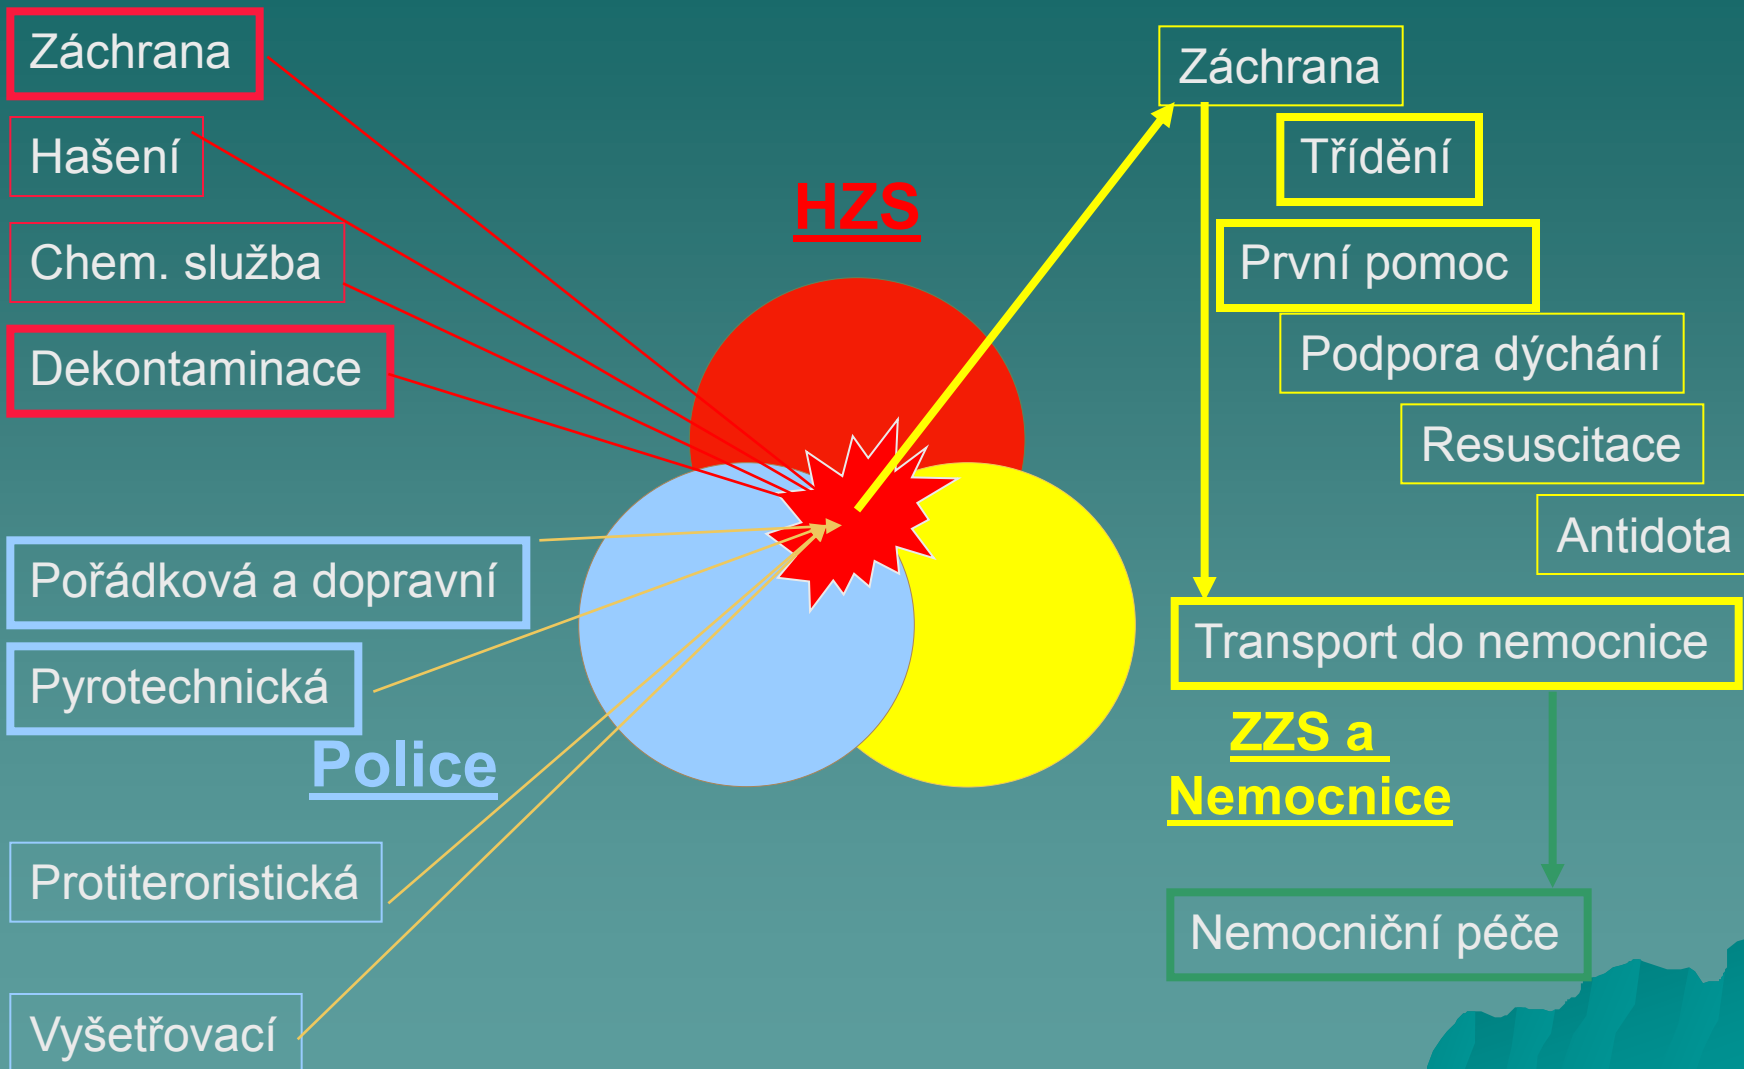 Záchrana
Hašení
Chem. služba
Dekontaminace
Pořádková a dopravní
Pyrotechnická
Police
Protiteroristická
Vyšetřovací
HZS
Záchrana
Třídění
První pomoc
Podpora dýchání
Resuscitace
Antidota
Transport do nemocnice
ZZS a
Nemocnice
Nemocniční péče